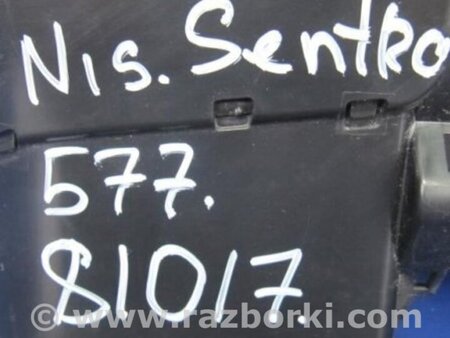 Nis. Sentra
577.
81017.
© www.razborki.com